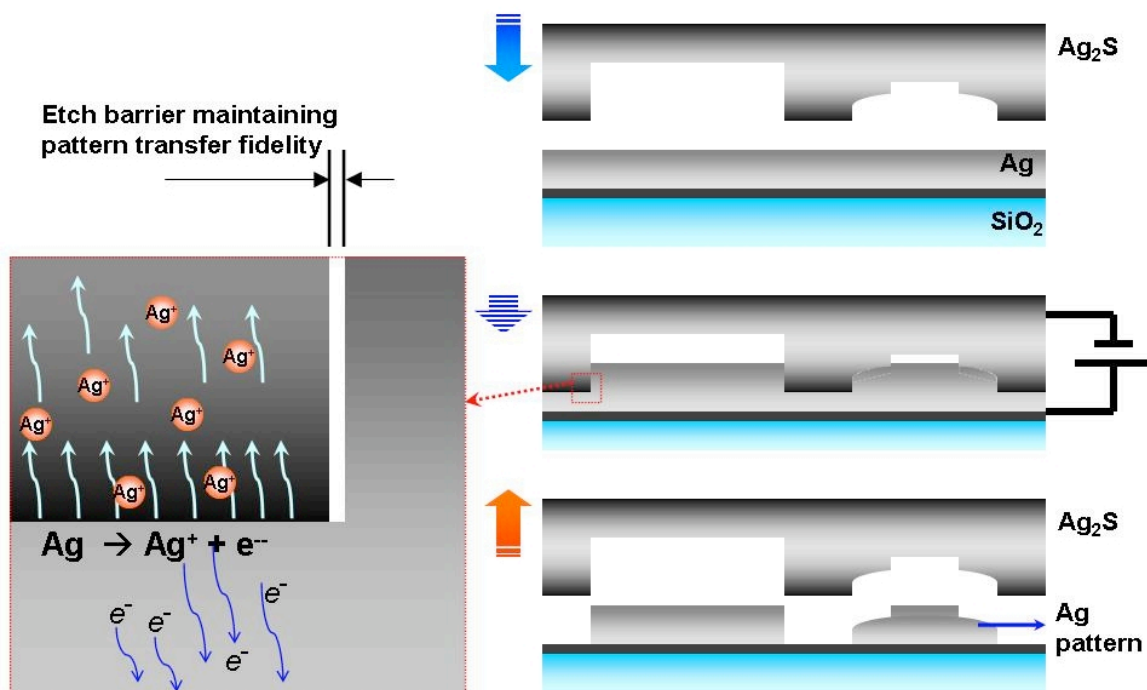 Etch barrier maintaining
pattern transfer fidelity
Ag⁺
Ag⁺
Ag⁺
Ag⁺
Ag⁺
Ag⁺
Ag⁺
Ag → Ag⁺ + e--
e⁻
e⁻
e⁻
e⁻
Ag₂S
Ag
SiO₂
Ag₂S
Ag
pattern